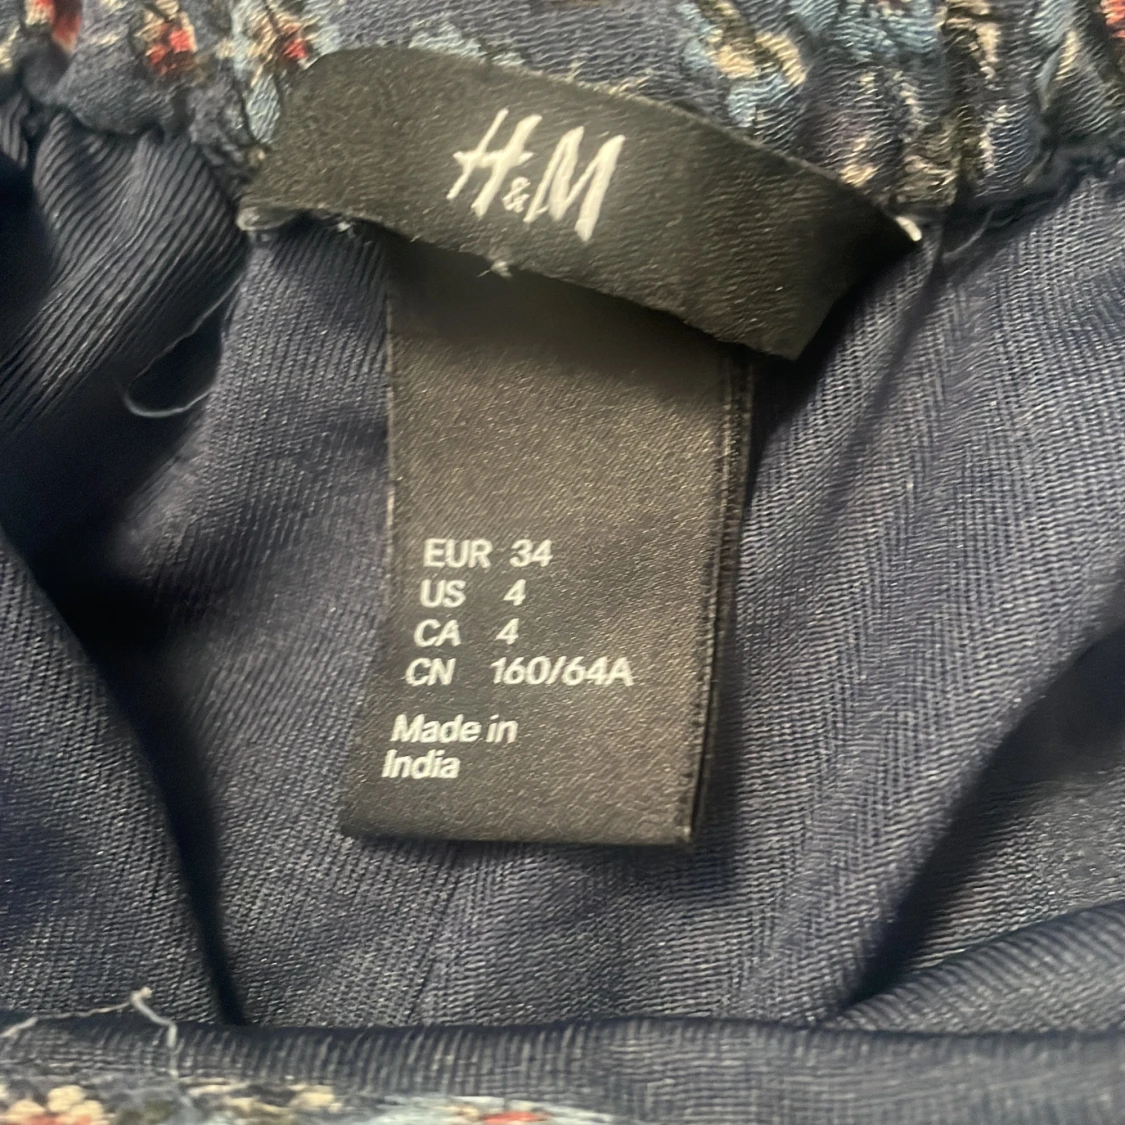 H&M
EUR 34
US 4
CA 4
CN 160/64A
Made in
India